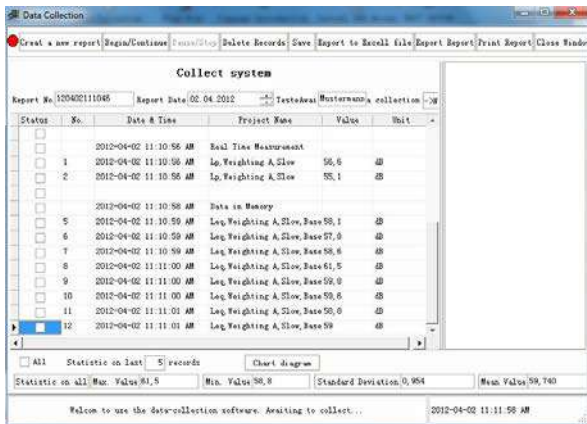 Data Collection
Creat a new report Begin/Continue Pause/Stop Delete Records Save Export to Excell file Export Report Print Report Close Window
Collect system
Report No. 120402111046 Report Date 02.04.2012 Mustermann a collection
Status No. Date & Time Project Name Value Unit
2012-04-02 11:10:56 AM Real Time Measurement
1 2012-04-02 11:10:56 AM Lp, Weighting A, Slow 56,6 dB
2 2012-04-02 11:10:56 AM Lp, Weighting A, Slow 55,1 dB
2012-04-02 11:10:58 AM Data in Memory
5 2012-04-02 11:10:59 AM Leq, Weighting A, Slow, Base 58,1 dB
6 2012-04-02 11:10:59 AM Leq, Weighting A, Slow, Base 57,8 dB
7 2012-04-02 11:10:59 AM Leq, Weighting A, Slow, Base 58,6 dB
8 2012-04-02 11:11:00 AM Leq, Weighting A, Slow, Base 61,5 dB
9 2012-04-02 11:11:00 AM Leq, Weighting A, Slow, Base 59,8 dB
10 2012-04-02 11:11:00 AM Leq, Weighting A, Slow, Base 59,6 dB
11 2012-04-02 11:11:01 AM Leq, Weighting A, Slow, Base 58,8 dB
12 2012-04-02 11:11:01 AM Leq, Weighting A, Slow, Base 59 dB
All Statistic on last 5 records Chart diagram
Statistic on all Max. Value 61,5 Min. Value 58,8 Standard Deviation 0,954 Mean Value 59,740
Welcom to use the data-collection software. Awaiting to collect... 2012-04-02 11:11:58 AM